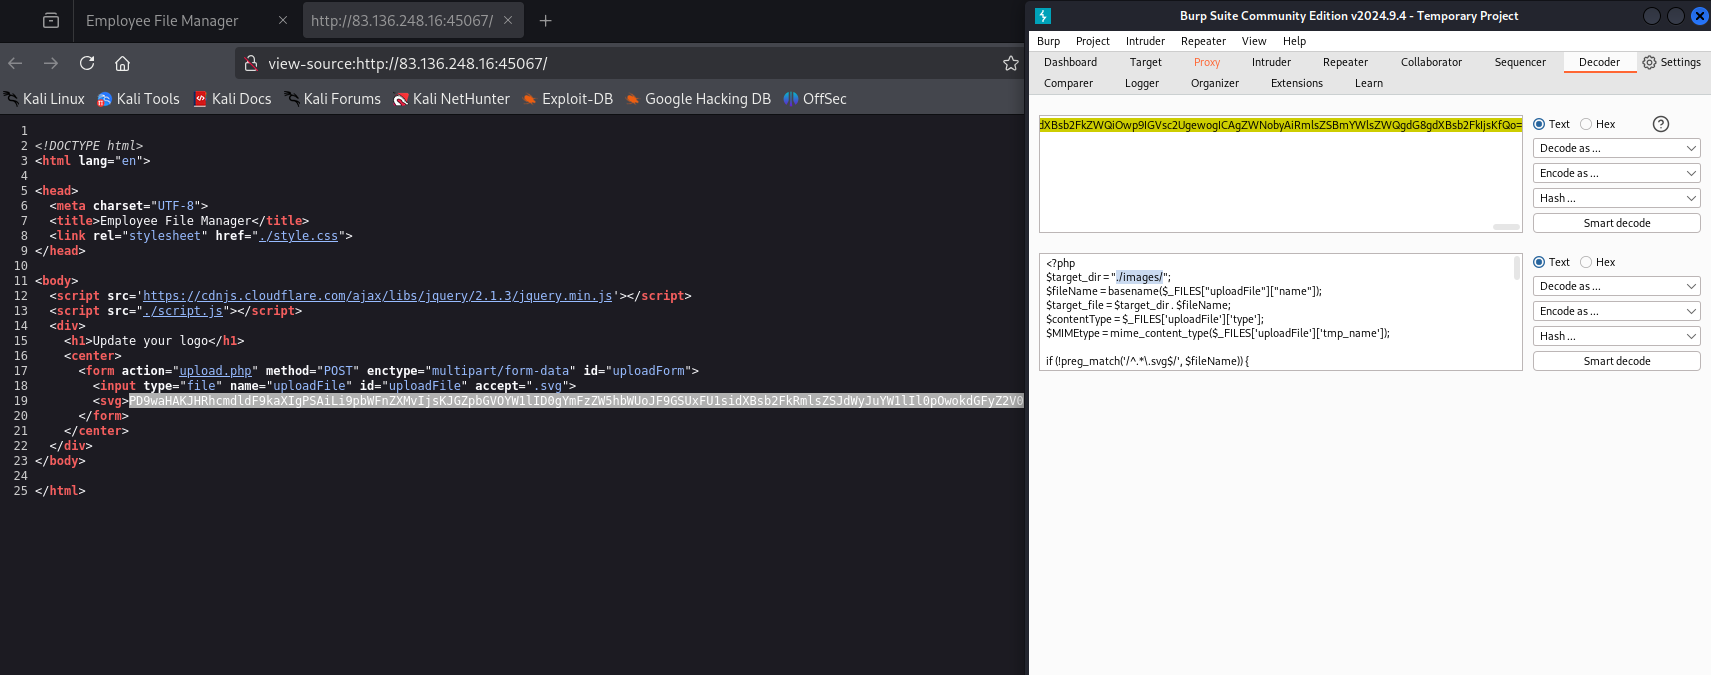 Employee File Manager
http://83.136.248.16:45067/
view-source:http://83.136.248.16:45067/
Kali Linux
Kali Tools
Kali Docs
Kali Forums
Kali NetHunter
Exploit-DB
Google Hacking DB
OffSec
1
2 <!DOCTYPE html>
3 <html lang="en">
4
5 <head>
6 <meta charset="UTF-8">
7 <title>Employee File Manager</title>
8 <link rel="stylesheet" href="./style.css">
9 </head>
10
11 <body>
12 <script src='https://cdnjs.cloudflare.com/ajax/libs/jquery/2.1.3/jquery.min.js'></script>
13 <script src="./script.js"></script>
14 <div>
15 <h1>Update your logo</h1>
16 <center>
17 <form action="upload.php" method="POST" enctype="multipart/form-data" id="uploadForm">
18 <input type="file" name="uploadFile" id="uploadFile" accept=".svg">
19 <svg>PD9waHAKJHRhcmdldF9kaXIgPSAiLi9pbWFnZXMvIjsKJGZpbGVOYW1lID0gYmFzZW5hbWUoJF9GSUxFU1sidXBsb2FkRmlsZSJdWyJuYW1lIl0pOwokdGFyZ2V0
20 </form>
21 </center>
22 </div>
23 </body>
24
25 </html>
Burp Suite Community Edition v2024.9.4 - Temporary Project
Burp Project Intruder Repeater View Help
Dashboard Target Proxy Intruder Repeater Collaborator Sequencer Decoder Settings
Comparer Logger Organizer Extensions Learn
dXBsb2FkZWQiOwp9IGVsc2UgewogICAgZWNobyAiRmlsZSBmYWlsZWQgdG8gdXBsb2FkIjsKfQo=
Text Hex
Decode as ...
Encode as ...
Hash ...
Smart decode
<?php
$target_dir = "./images/";
$fileName = basename($_FILES["uploadFile"]["name"]);
$target_file = $target_dir . $fileName;
$contentType = $_FILES['uploadFile']['type'];
$MIMEtype = mime_content_type($_FILES['uploadFile']['tmp_name']);
if (!preg_match('/^.*\.svg$/', $fileName)) {
Text Hex
Decode as ...
Encode as ...
Hash ...
Smart decode